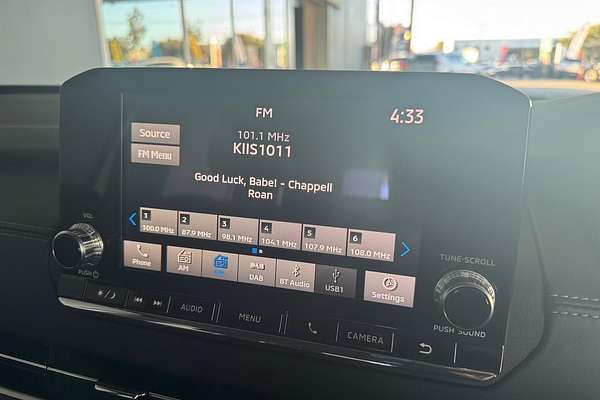 FM
4:33
Source
101.1 MHz
FM Menu
KIIS1011
Good Luck, Babe! - Chappell
Roan
1 2 3 4 5 6
100.0 MHz 87.9 MHz 98.1 MHz 104.1 MHz 107.9 MHz 108.0 MHz
Phone AM FM DAB BT Audio USB1 Settings
VOL
PUSH
TUNE-SCROLL
PUSH SOUND
AUDIO MENU CAMERA